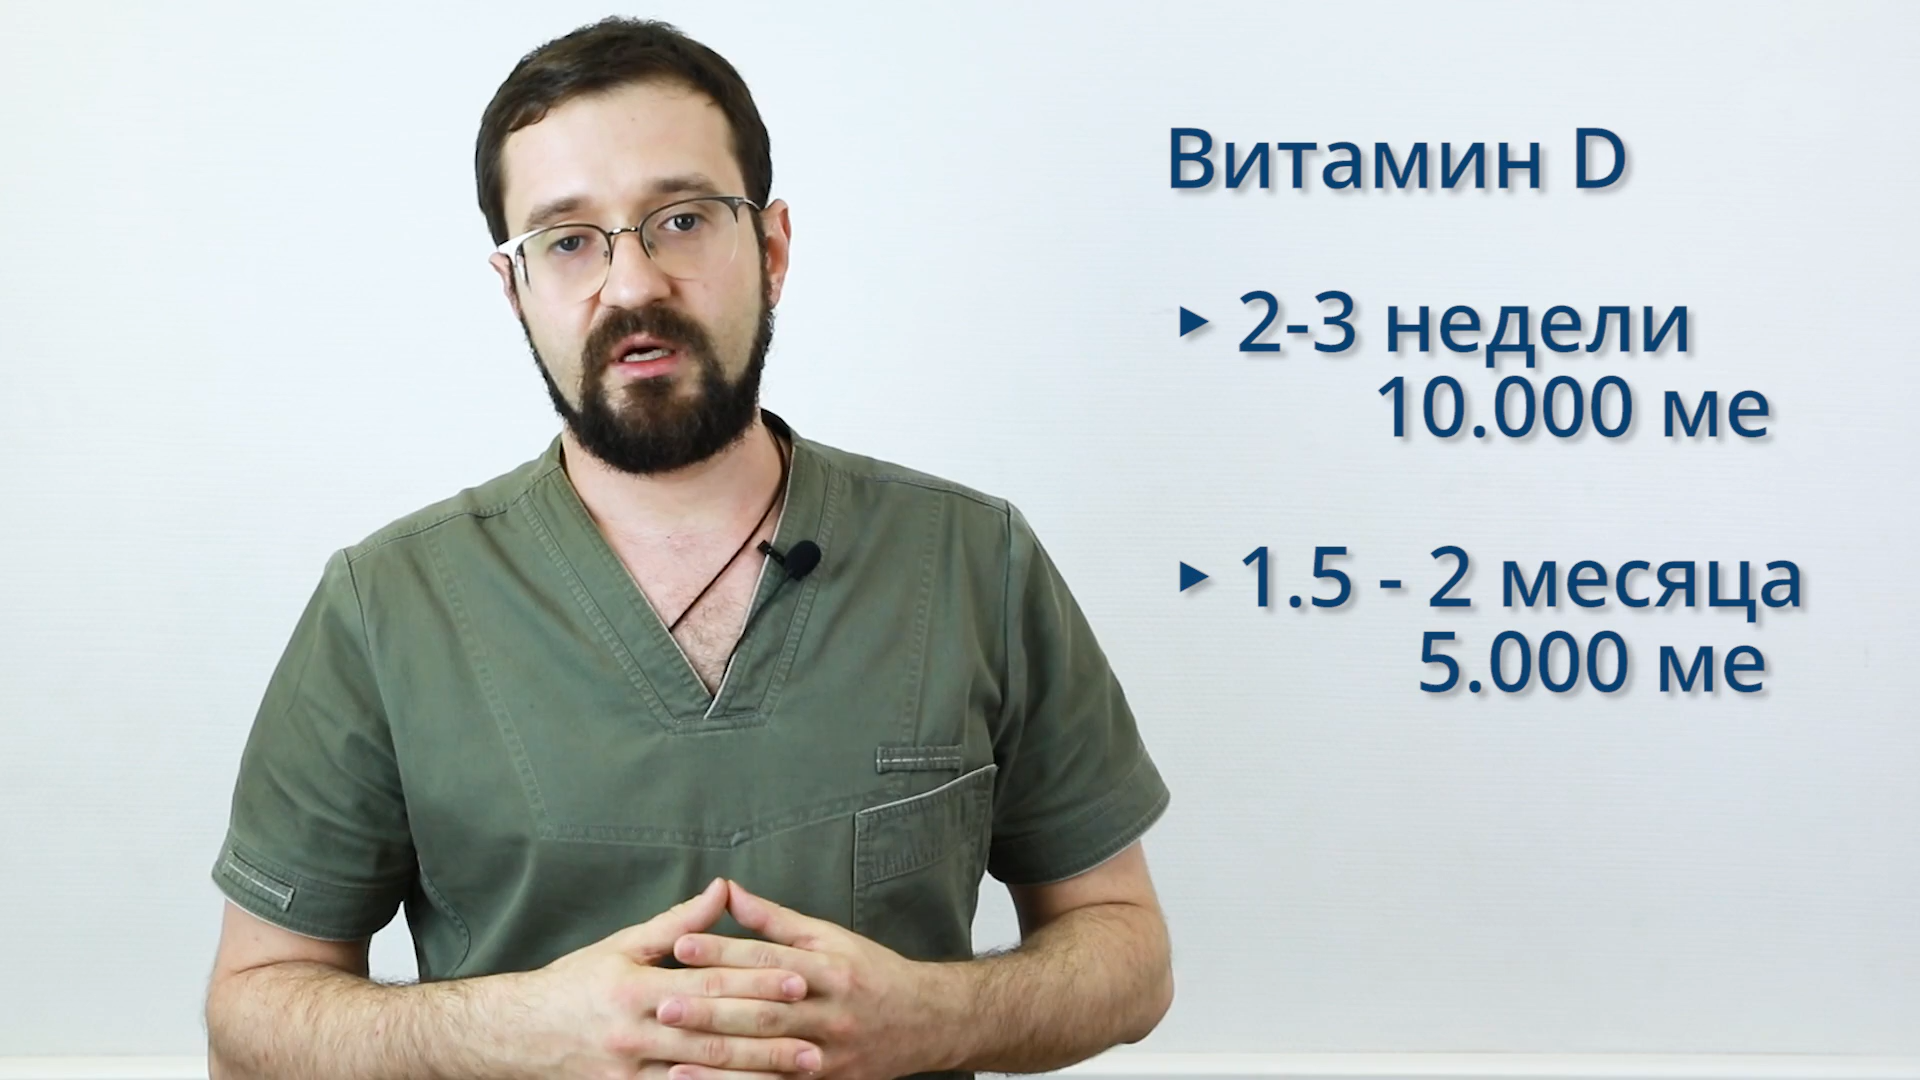 Витамин D
▸ 2-3 недели
10.000 ме
▸ 1.5 - 2 месяца
5.000 ме